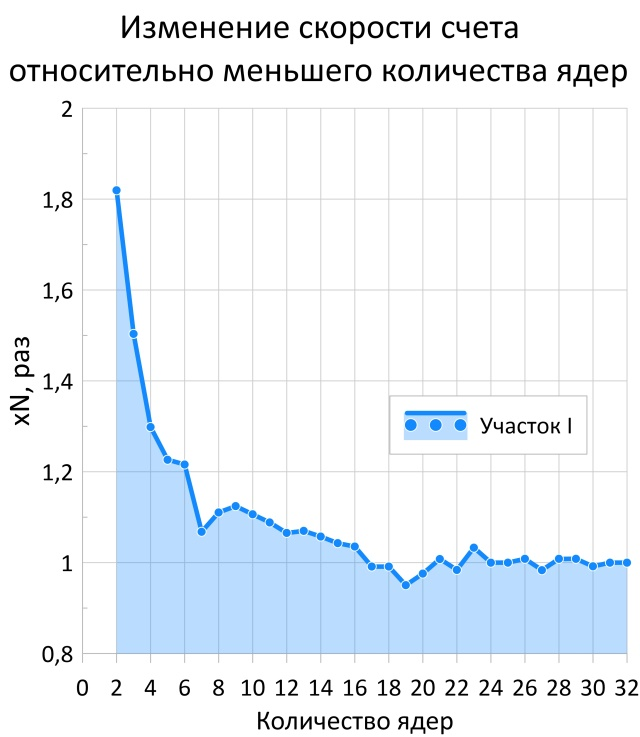 Изменение скорости счета
относительно меньшего количества ядер
2
1,8
1,6
1,4
1,2
1
0,8
xN, раз
Участок I
0 2 4 6 8 10 12 14 16 18 20 22 24 26 28 30 32
Количество ядер